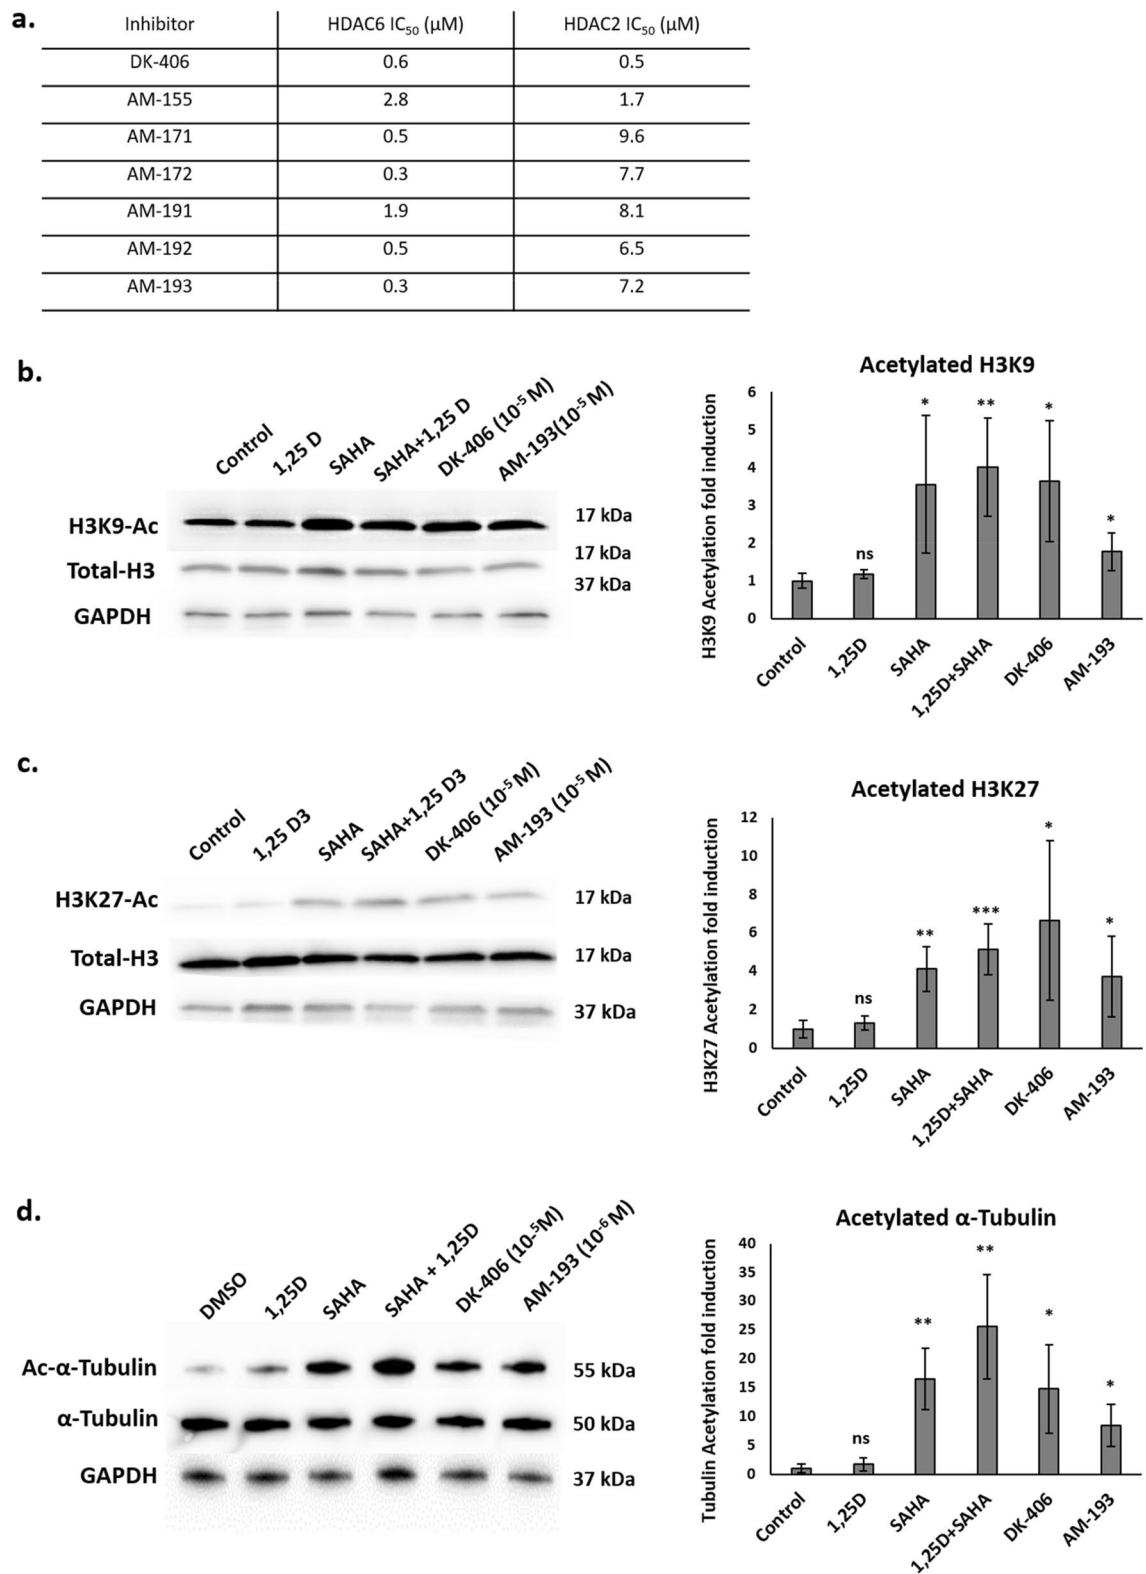 a.
Inhibitor HDAC6 IC50 (µM) HDAC2 IC50 (µM)
DK-406 0.6 0.5
AM-155 2.8 1.7
AM-171 0.5 9.6
AM-172 0.3 7.7
AM-191 1.9 8.1
AM-192 0.5 6.5
AM-193 0.3 7.2
b.
Control
1,25 D
SAHA
SAHA+1,25 D
DK-406 (10-5 M)
AM-193(10-5 M)
H3K9-Ac
Total-H3
GAPDH
17 kDa
17 kDa
37 kDa
Acetylated H3K9
H3K9 Acetylation fold induction
6
5
4
3
2
1
0
ns
*
**
*
*
Control
1,25D
SAHA
1,25D+SAHA
DK-406
AM-193
c.
Control
1,25 D3
SAHA
SAHA+1,25 D3
DK-406 (10-5 M)
AM-193 (10-5 M)
H3K27-Ac
Total-H3
GAPDH
17 kDa
17 kDa
37 kDa
Acetylated H3K27
H3K27 Acetylation fold induction
12
10
8
6
4
2
0
ns
**
***
*
*
Control
1,25D
SAHA
1,25D+SAHA
DK-406
AM-193
d.
DMSO
1,25D
SAHA
SAHA + 1,25D
DK-406 (10-5M)
AM-193 (10-6 M)
Ac-α-Tubulin
α-Tubulin
GAPDH
55 kDa
50 kDa
37 kDa
Acetylated α-Tubulin
Tubulin Acetylation fold induction
40
35
30
25
20
15
10
5
0
ns
**
**
*
*
Control
1,25D
SAHA
1,25D+SAHA
DK-406
AM-193